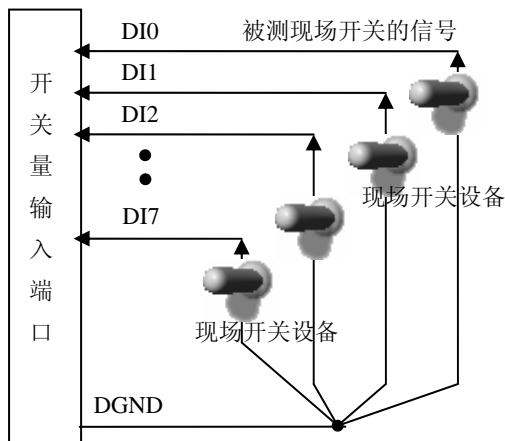 DI0 被测现场开关的信号
DI1
DI2
现场开关设备
DI7
现场开关设备
DGND
开关量输入端口